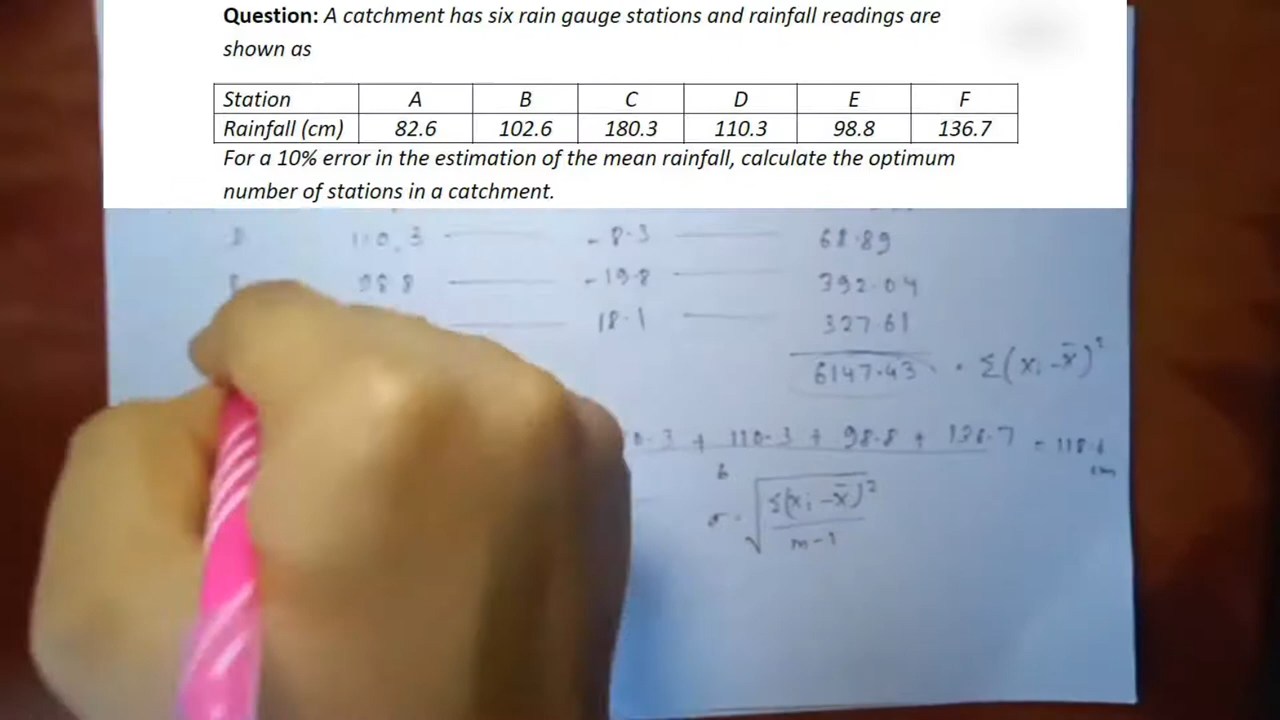 Question: A catchment has six rain gauge stations and rainfall readings are
shown as
Station A B C D E F
Rainfall (cm) 82.6 102.6 180.3 110.3 98.8 136.7
For a 10% error in the estimation of the mean rainfall, calculate the optimum
number of stations in a catchment.
110.3 -8.3 68.89
98.8 -19.8 392.04
18.1 327.61
6147.43 = Σ(xi - x̄)²
0.3 + 110.3 + 98.8 + 136.7 = 118.6
6 cm
σ = √Σ(xi - x̄)²
m-1